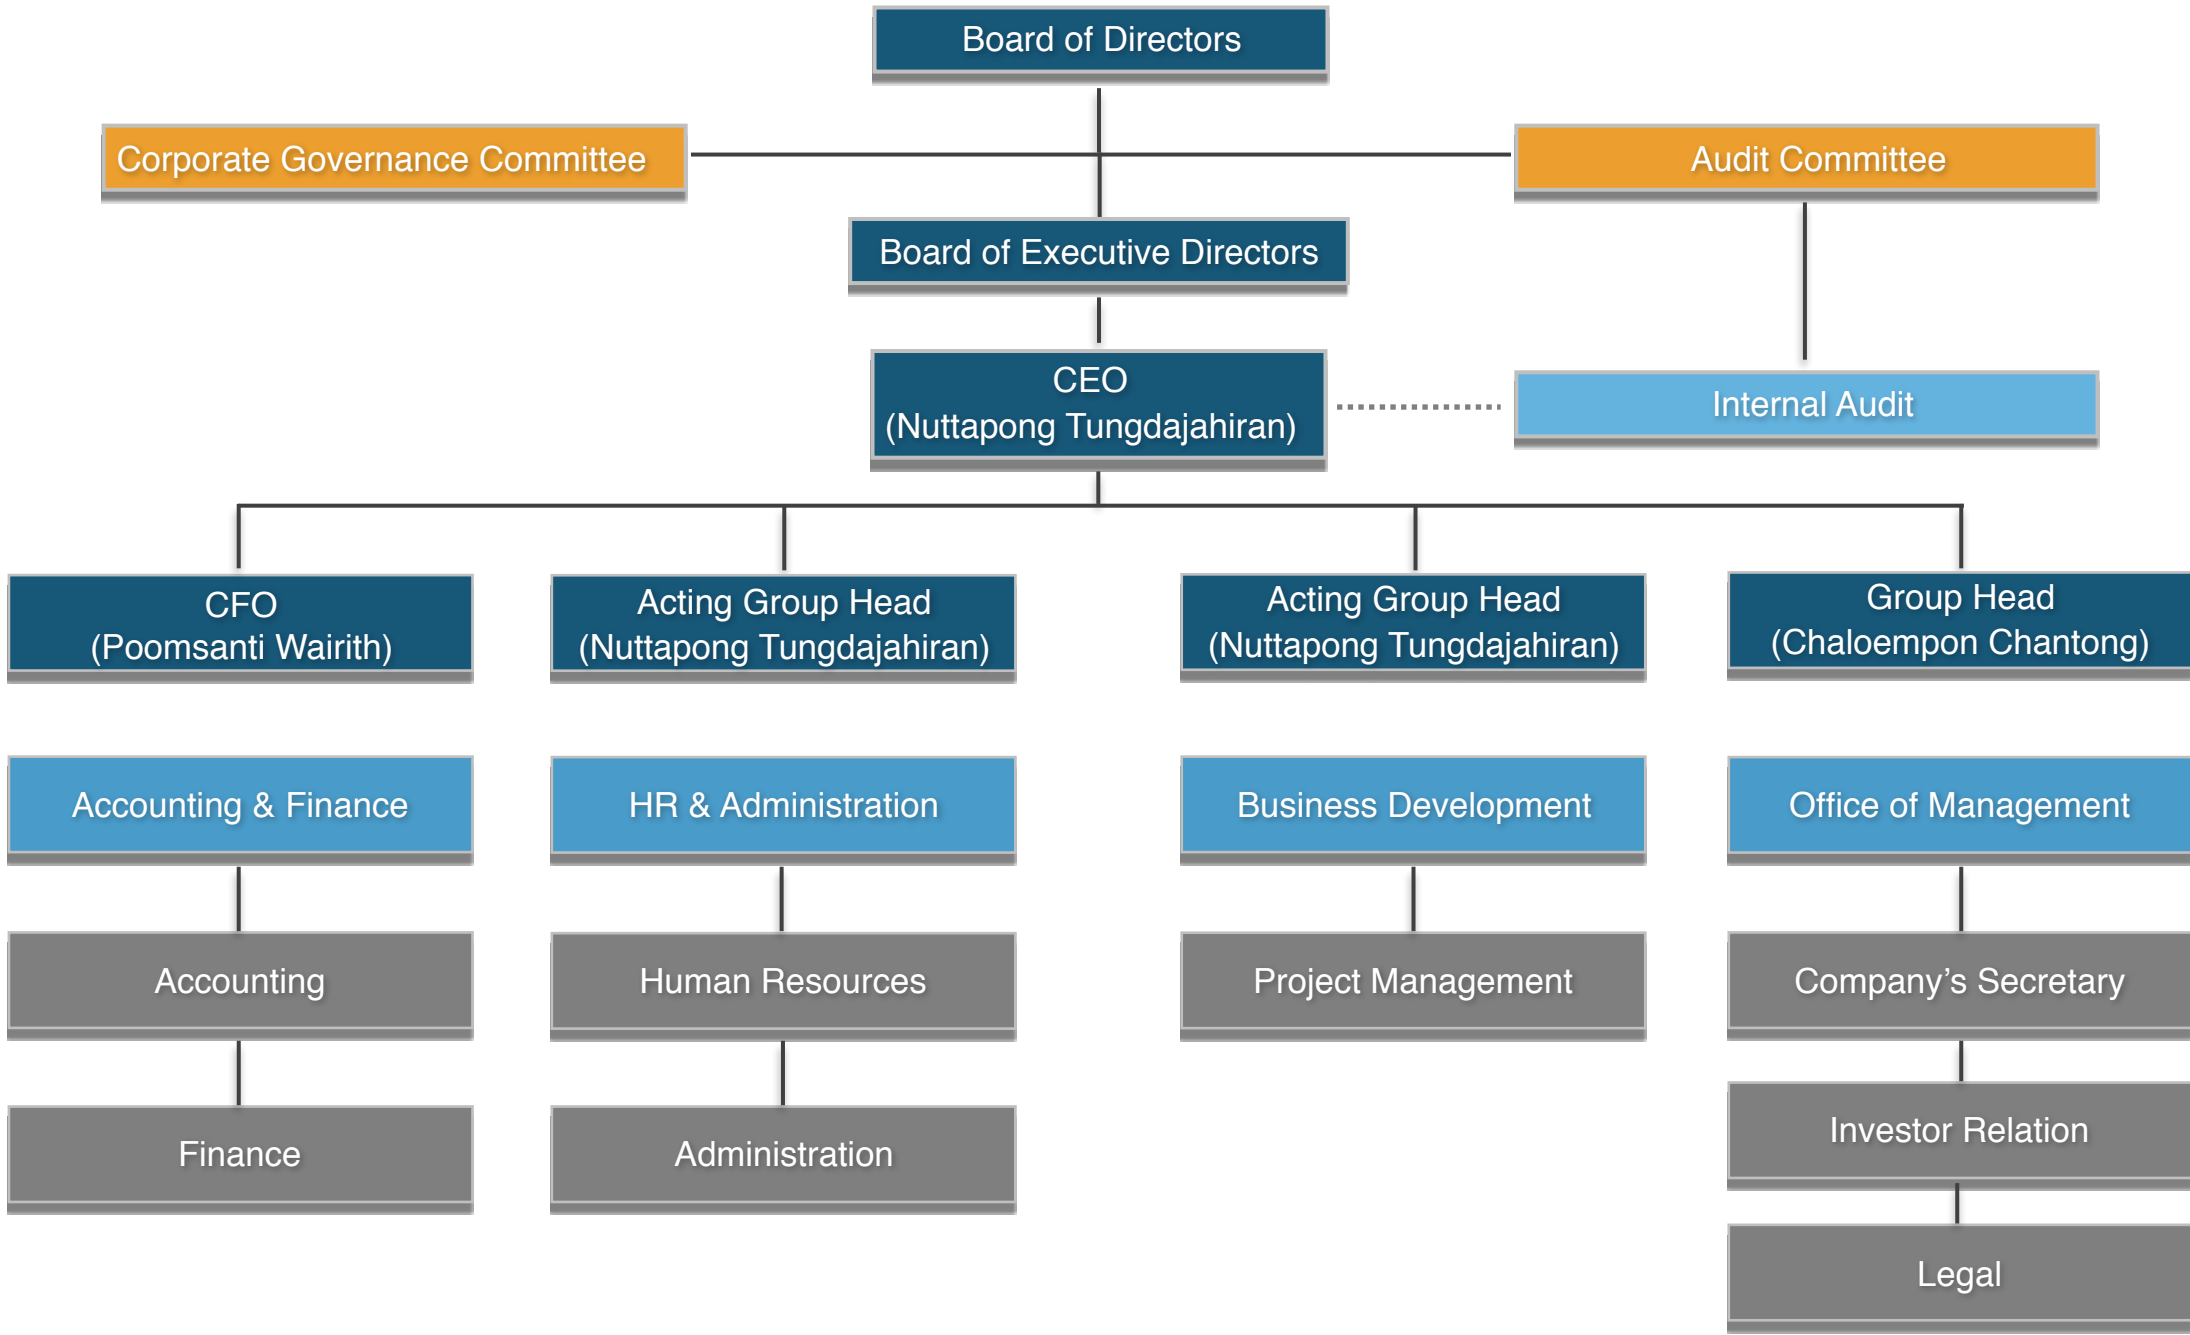 Board of Directors
Corporate Governance Committee
Audit Committee
Board of Executive Directors
CEO
(Nuttapong Tungdajahiran)
Internal Audit
CFO
(Poomsanti Wairith)
Acting Group Head
(Nuttapong Tungdajahiran)
Acting Group Head
(Nuttapong Tungdajahiran)
Group Head
(Chaloempon Chantong)
Accounting & Finance
HR & Administration
Business Development
Office of Management
Accounting
Human Resources
Project Management
Company’s Secretary
Finance
Administration
Investor Relation
Legal